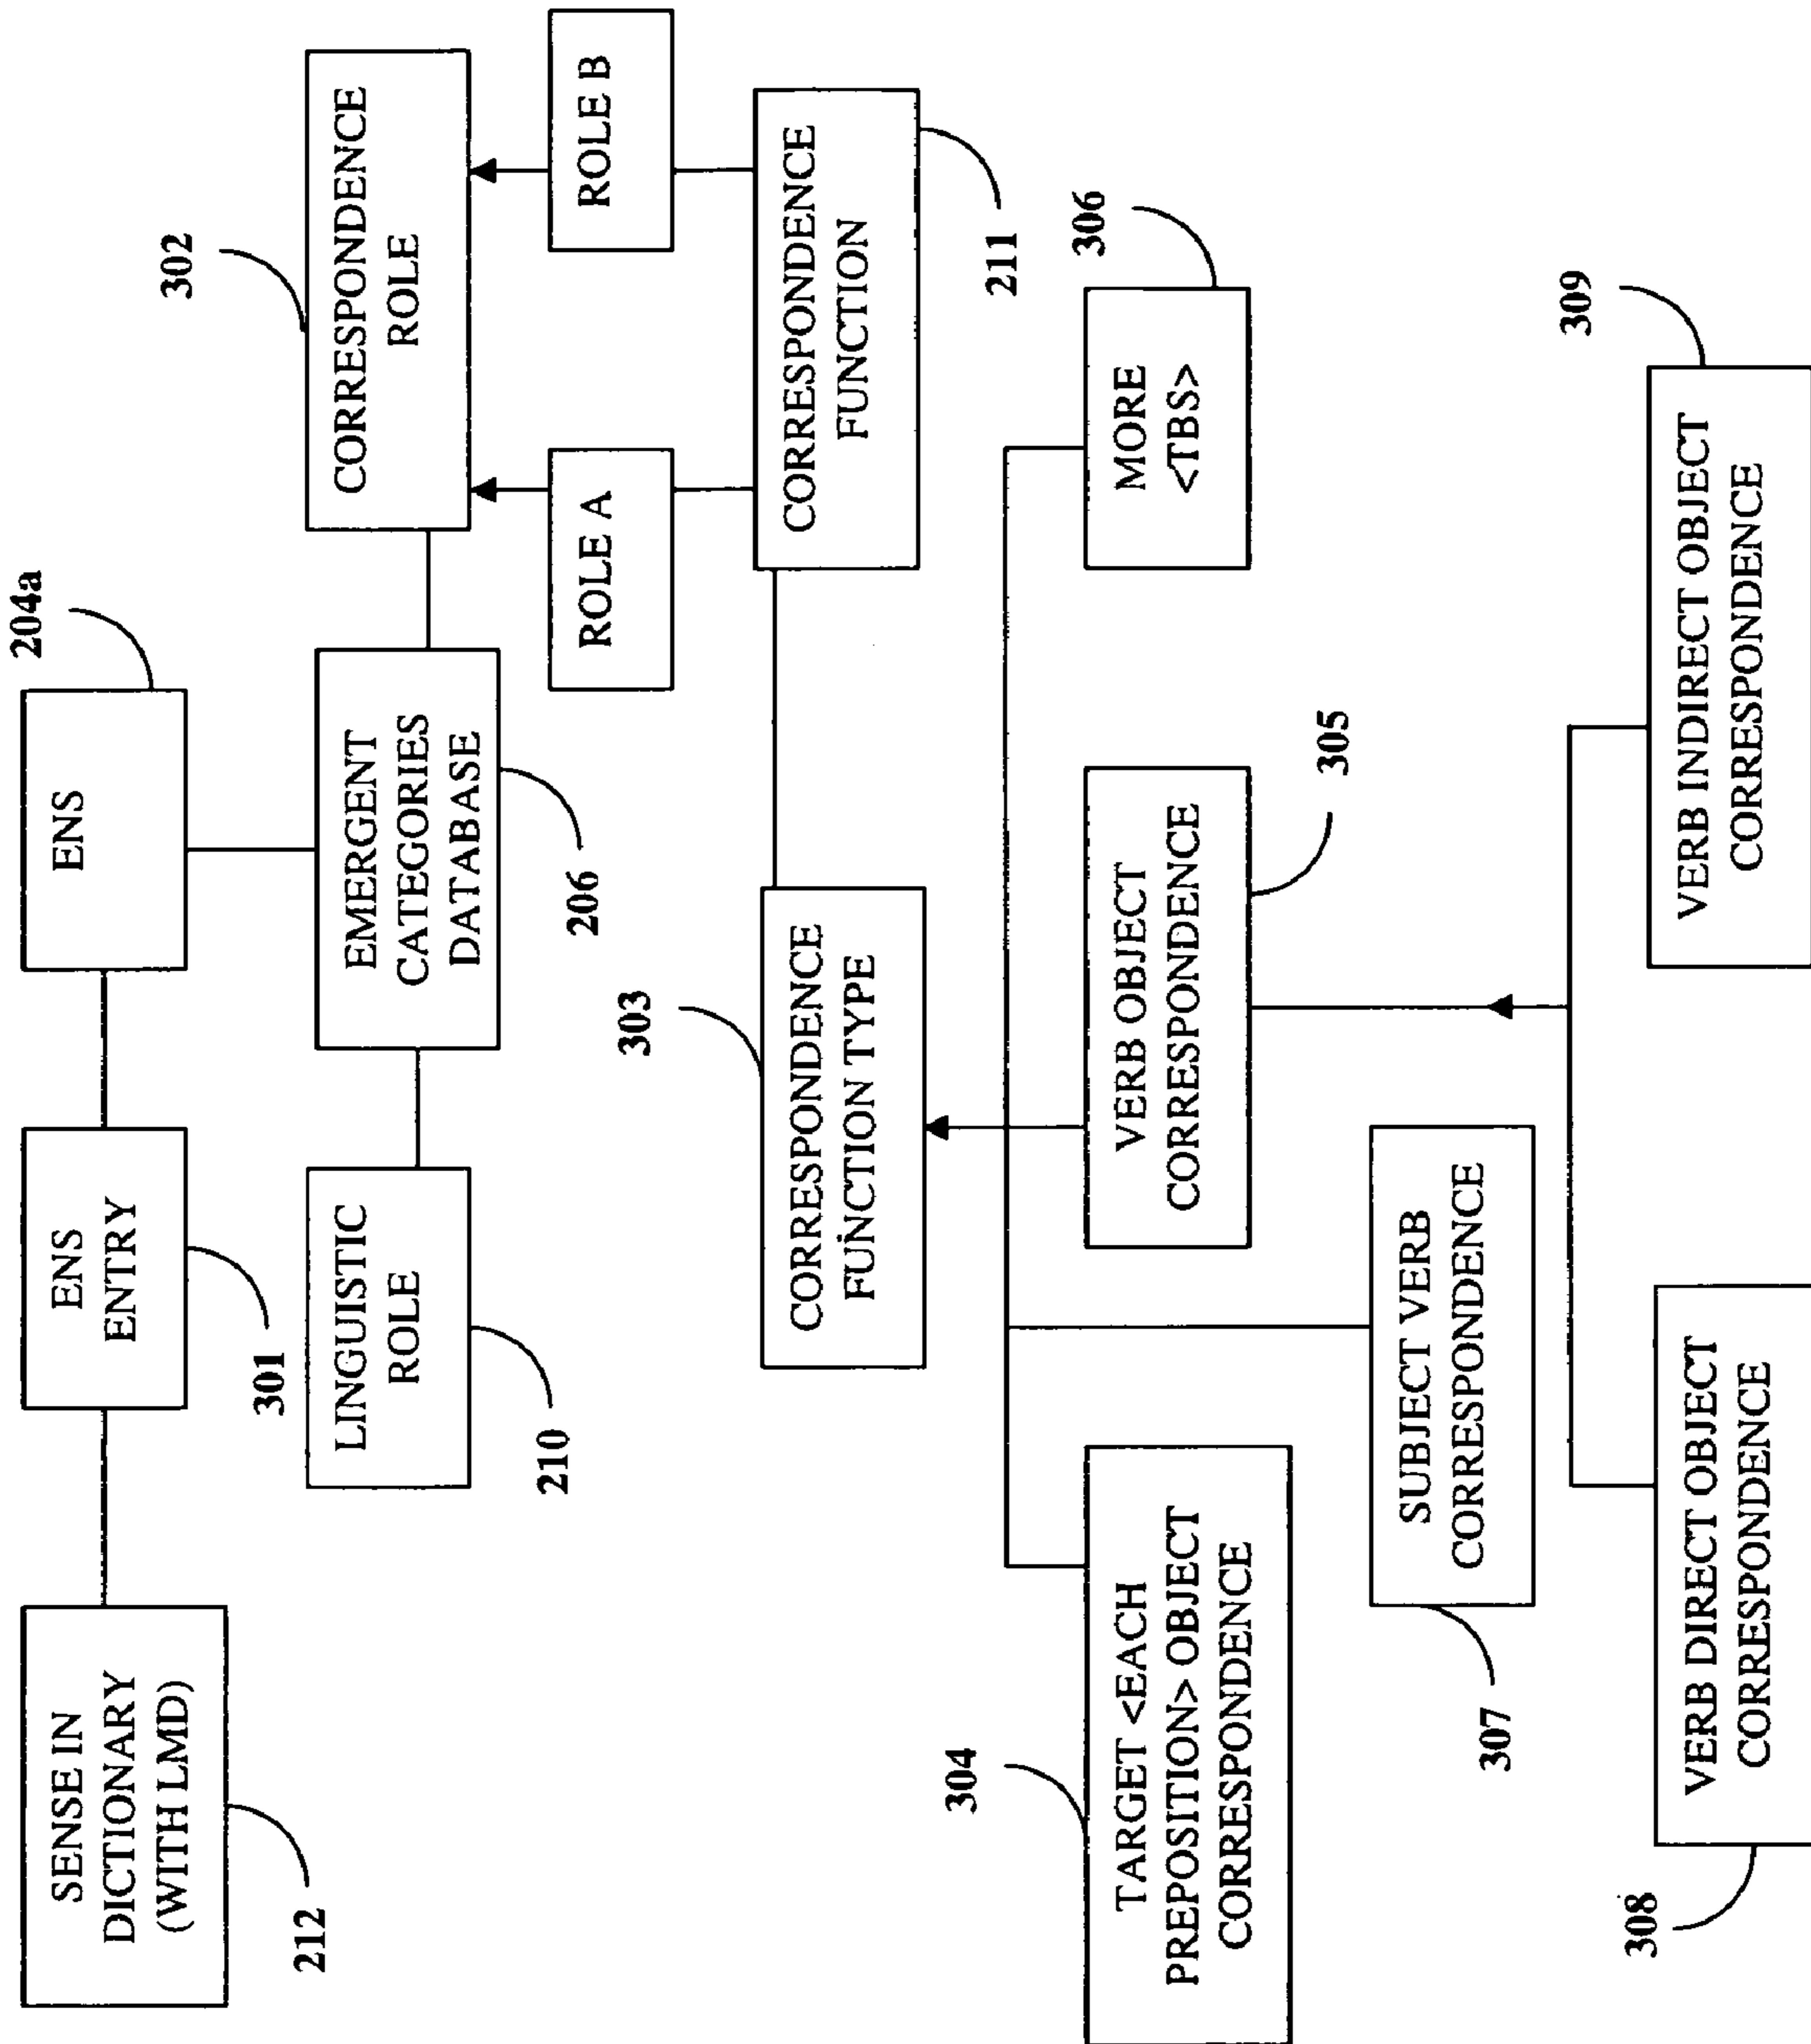 SENSE IN
DICTIONARY
(WITH LMD)
212
ENS
ENTRY
301
ENS
204a
LINGUISTIC
ROLE
210
EMERGENT
CATEGORIES
DATABASE
206
302
CORRESPONDENCE
ROLE
ROLE A
ROLE B
303
CORRESPONDENCE
FUNCTION TYPE
CORRESPONDENCE
FUNCTION
211
304
TARGET <EACH
PREPOSITION> OBJECT
CORRESPONDENCE
VERB OBJECT
CORRESPONDENCE
305
MORE
<TBS>
306
SUBJECT VERB
CORRESPONDENCE
307
VERB DIRECT OBJECT
CORRESPONDENCE
308
VERB INDIRECT OBJECT
CORRESPONDENCE
309